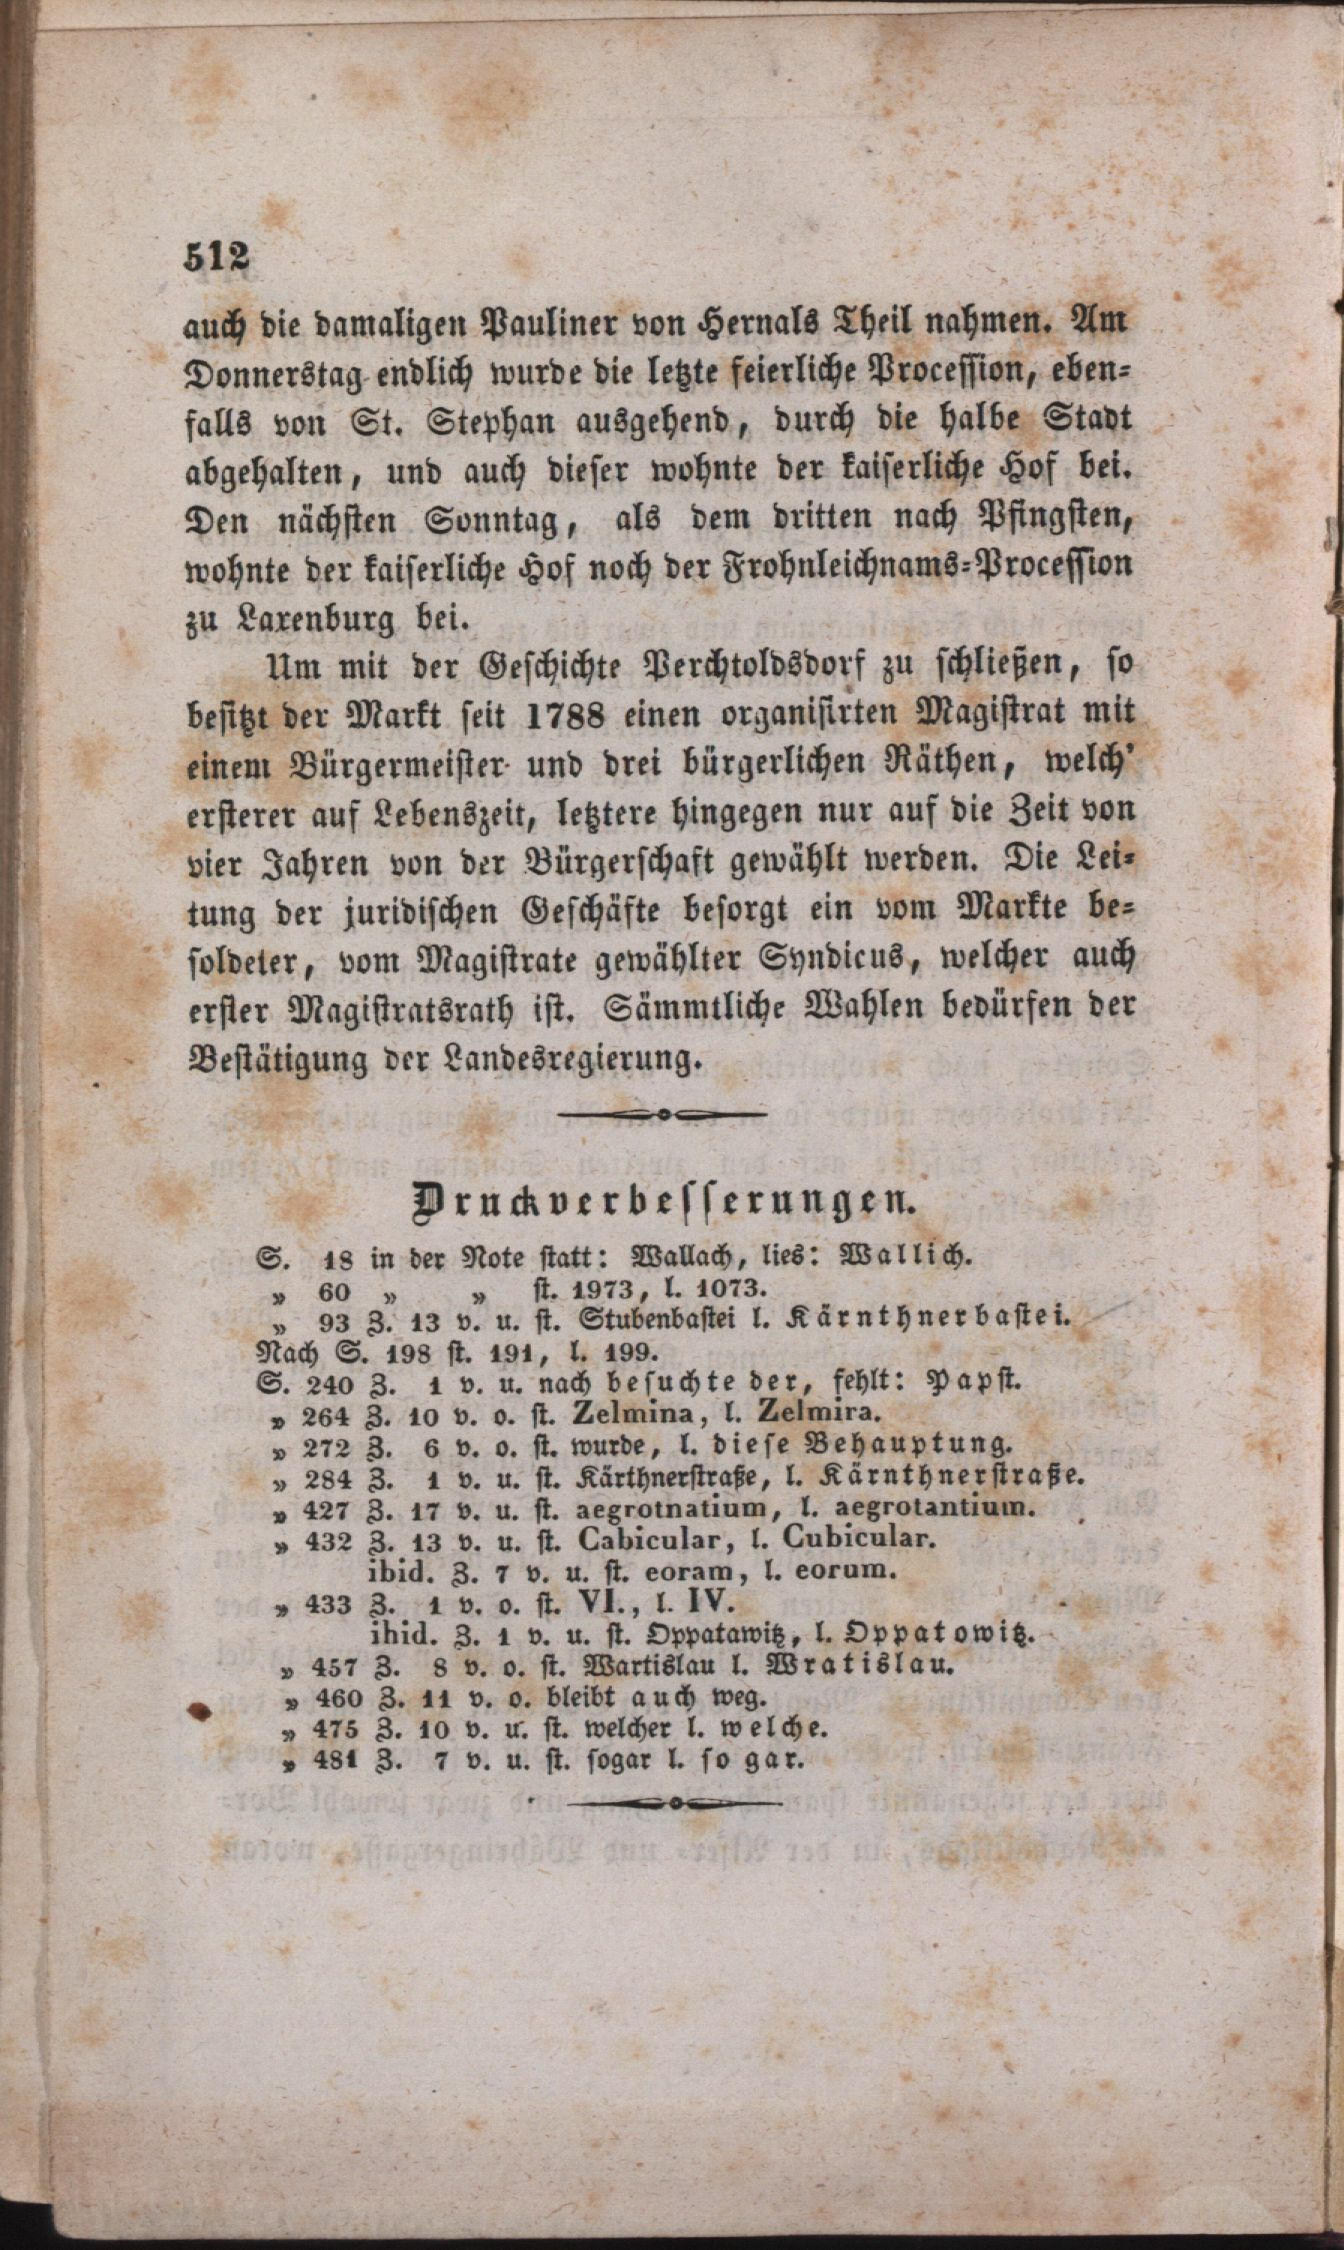 512
auch die damaligen Pauliner von Hernals Theil nahmen. Am
Donnerstag endlich wurde die letzte feierliche Procession, eben=
falls von St. Stephan ausgehend, durch die halbe Stadt
abgehalten, und auch dieser wohnte der kaiserliche Hof bei.
Den nächsten Sonntag, als dem dritten nach Pfingsten,
wohnte der kaiserliche Hof noch der Frohnleichnams=Procession
zu Laxenburg bei.
Um mit der Geschichte Perchtoldsdorf zu schließen, so
besitzt der Markt seit 1788 einen organisirten Magistrat mit
einem Bürgermeister und drei bürgerlichen Räthen, welch'
ersterer auf Lebenszeit, letztere hingegen nur auf die Zeit von
vier Jahren von der Bürgerschaft gewählt werden. Die Lei=
tung der juridischen Geschäfte besorgt ein vom Markte be=
soldeter, vom Magistrate gewählter Syndicus, welcher auch
erster Magistratsrath ist. Sämmtliche Wahlen bedürfen der
Bestätigung der Landesregierung.
Druckverbesserungen.
S. 18 in der Note statt: Wallach, lies: Wallich.
„ 60 „ „ st. 1973, l. 1073.
„ 93 Z. 13 v. u. st. Stubenbastei l. Kärnthnerbastei.
Nach S. 198 st. 191, l. 199.
S. 240 Z. 1 v. u. nach besuchte der, fehlt: Papst.
„ 264 Z. 10 v. o. st. Zelmina, l. Zelmira.
„ 272 Z. 6 v. o. st. wurde, l. diese Behauptung.
„ 284 Z. 1 v. u. st. Kärthnerstraße, l. Kärnthnerstraße.
„ 427 Z. 17 v. u. st. aegrotnatium, l. aegrotantium.
„ 432 Z. 13 v. u. st. Cabicular, l. Cubicular.
ibid. Z. 7 v. u. st. eoram, l. eorum.
„ 433 Z. 1 v. o. st. VI., l. IV.
ibid. Z. 1 v. u. st. Oppatawitz, l. Oppatowitz.
„ 457 Z. 8 v. o. st. Wartislau l. Wratislau.
„ 460 Z. 11 v. o. bleibt auch weg.
„ 475 Z. 10 v. u. st. welcher l. welche.
„ 481 Z. 7 v. u. st. sogar l. so gar.